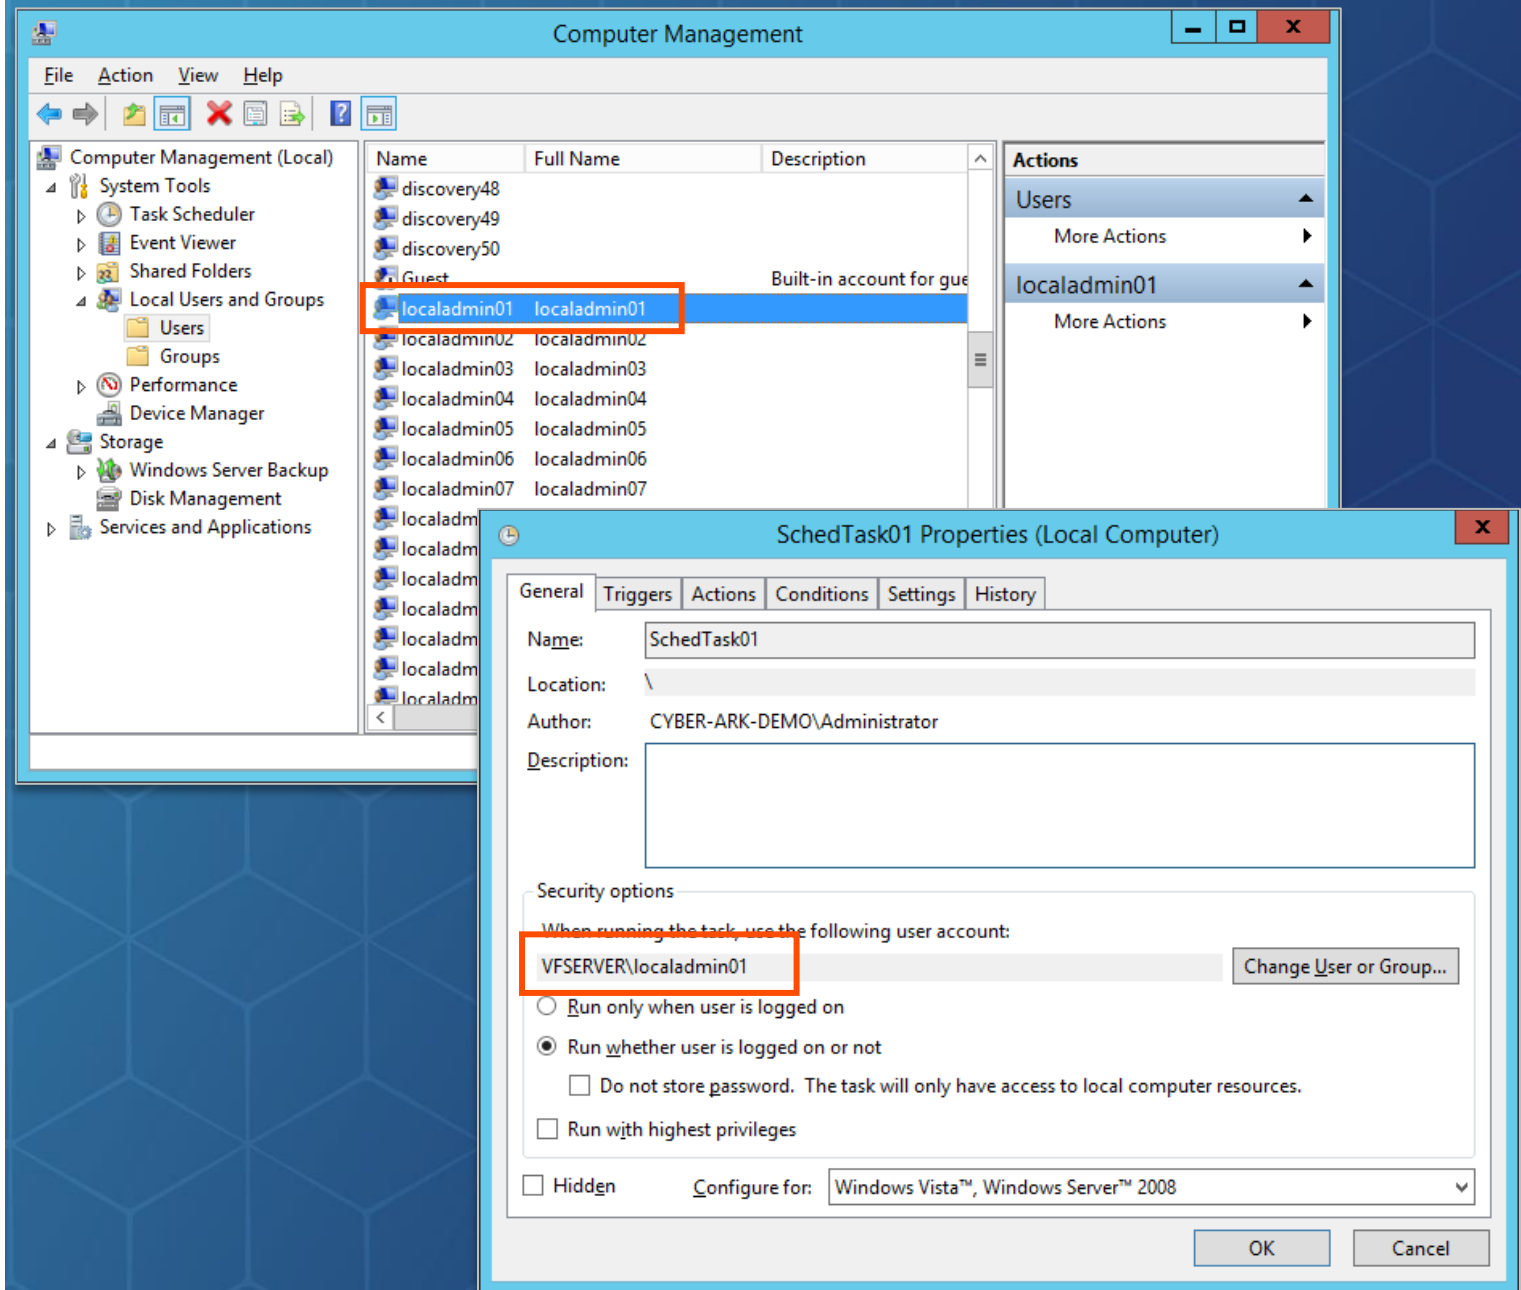 Computer Management
File Action View Help
Computer Management (Local)
System Tools
Task Scheduler
Event Viewer
Shared Folders
Local Users and Groups
Users
Groups
Performance
Device Manager
Storage
Windows Server Backup
Disk Management
Services and Applications
Name Full Name Description
discovery48
discovery49
discovery50
Guest Built-in account for gue
localadmin01 localadmin01
localadmin02 localadmin02
localadmin03 localadmin03
localadmin04 localadmin04
localadmin05 localadmin05
localadmin06 localadmin06
localadmin07 localadmin07
localadm
localadm
localadm
localadm
localadm
localadm
localadm
Actions
Users
More Actions
localadmin01
More Actions
SchedTask01 Properties (Local Computer)
General Triggers Actions Conditions Settings History
Name: SchedTask01
Location: \
Author: CYBER-ARK-DEMO\Administrator
Description:
Security options
When running the task, use the following user account:
VFSERVER\localadmin01 Change User or Group...
Run only when user is logged on
Run whether user is logged on or not
Do not store password. The task will only have access to local computer resources.
Run with highest privileges
Hidden Configure for: Windows Vista™, Windows Server™ 2008
OK Cancel